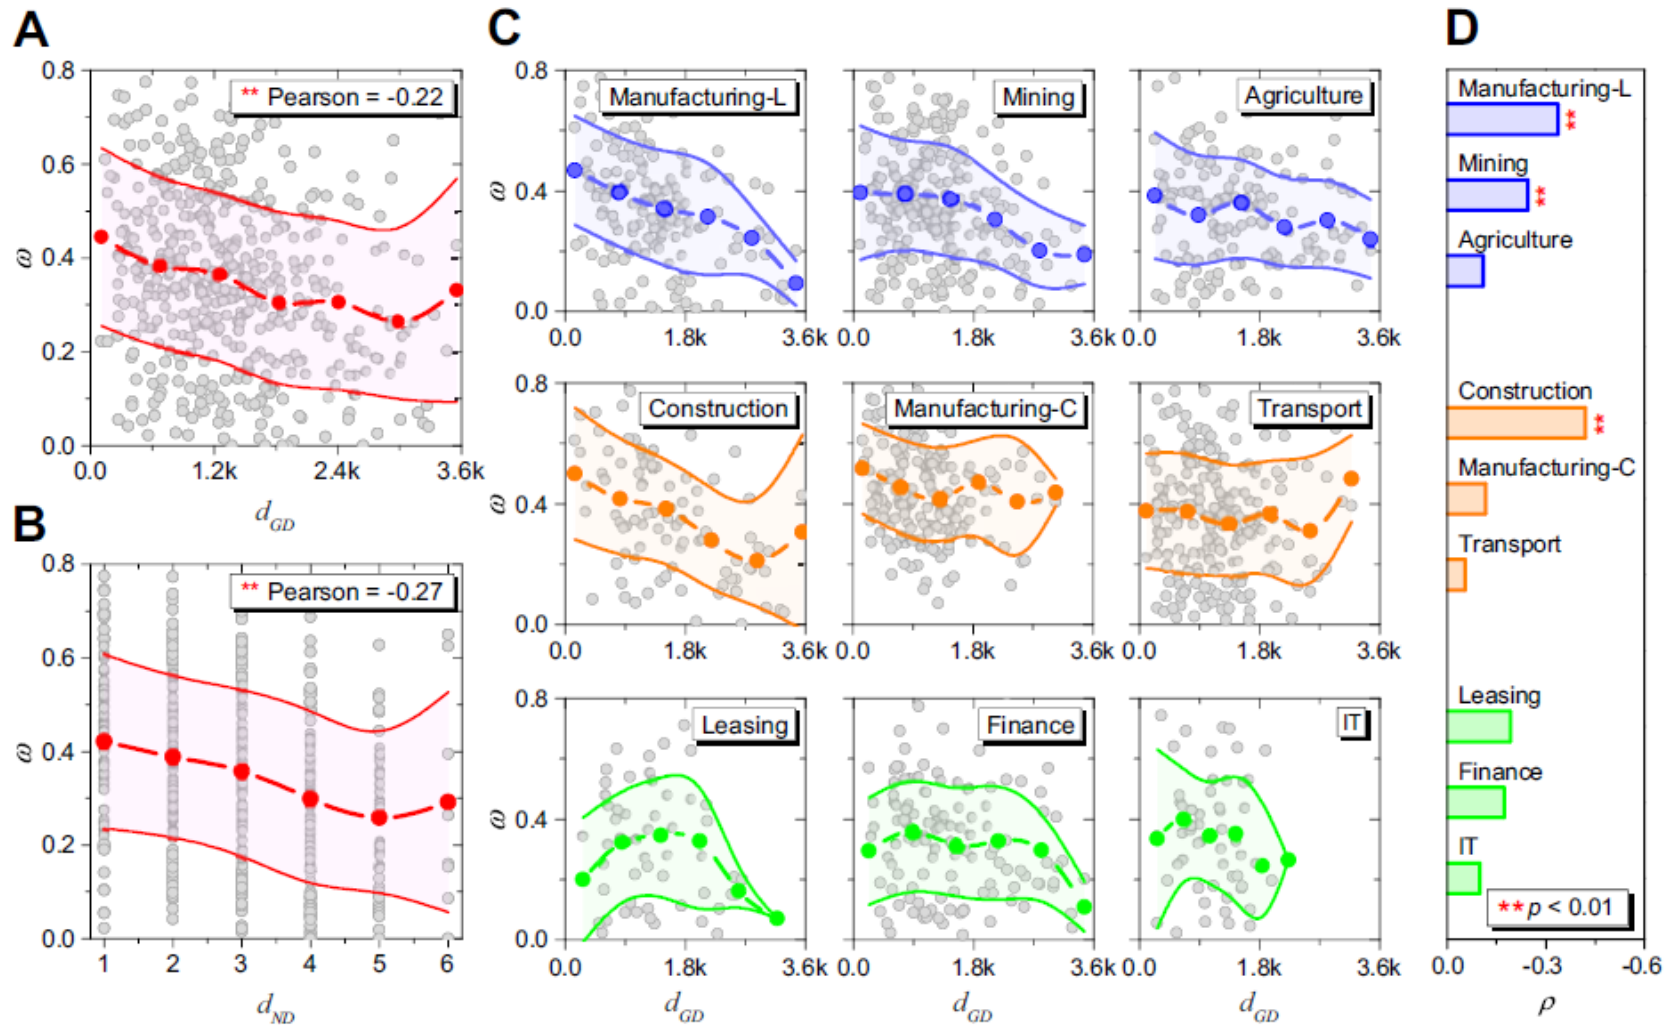 A
** Pearson = -0.22
0.8
0.6
0.4
0.2
0.0
ω
0.0 1.2k 2.4k 3.6k
d_GD
B
** Pearson = -0.27
0.8
0.6
0.4
0.2
0.0
ω
1 2 3 4 5 6
d_ND
C
Manufacturing-L
Mining
Agriculture
0.8
0.4
0.0
ω
0.0 1.8k 3.6k
0.0 1.8k 3.6k
0.0 1.8k 3.6k
Construction
Manufacturing-C
Transport
0.8
0.4
0.0
ω
0.0 1.8k 3.6k
0.0 1.8k 3.6k
0.0 1.8k 3.6k
Leasing
Finance
IT
0.8
0.4
0.0
ω
0.0 1.8k 3.6k
0.0 1.8k 3.6k
0.0 1.8k 3.6k
d_GD
d_GD
d_GD
D
Manufacturing-L
**
Mining
**
Agriculture
Construction
**
Manufacturing-C
Transport
Leasing
Finance
IT
** p < 0.01
0.0 -0.3 -0.6
ρ